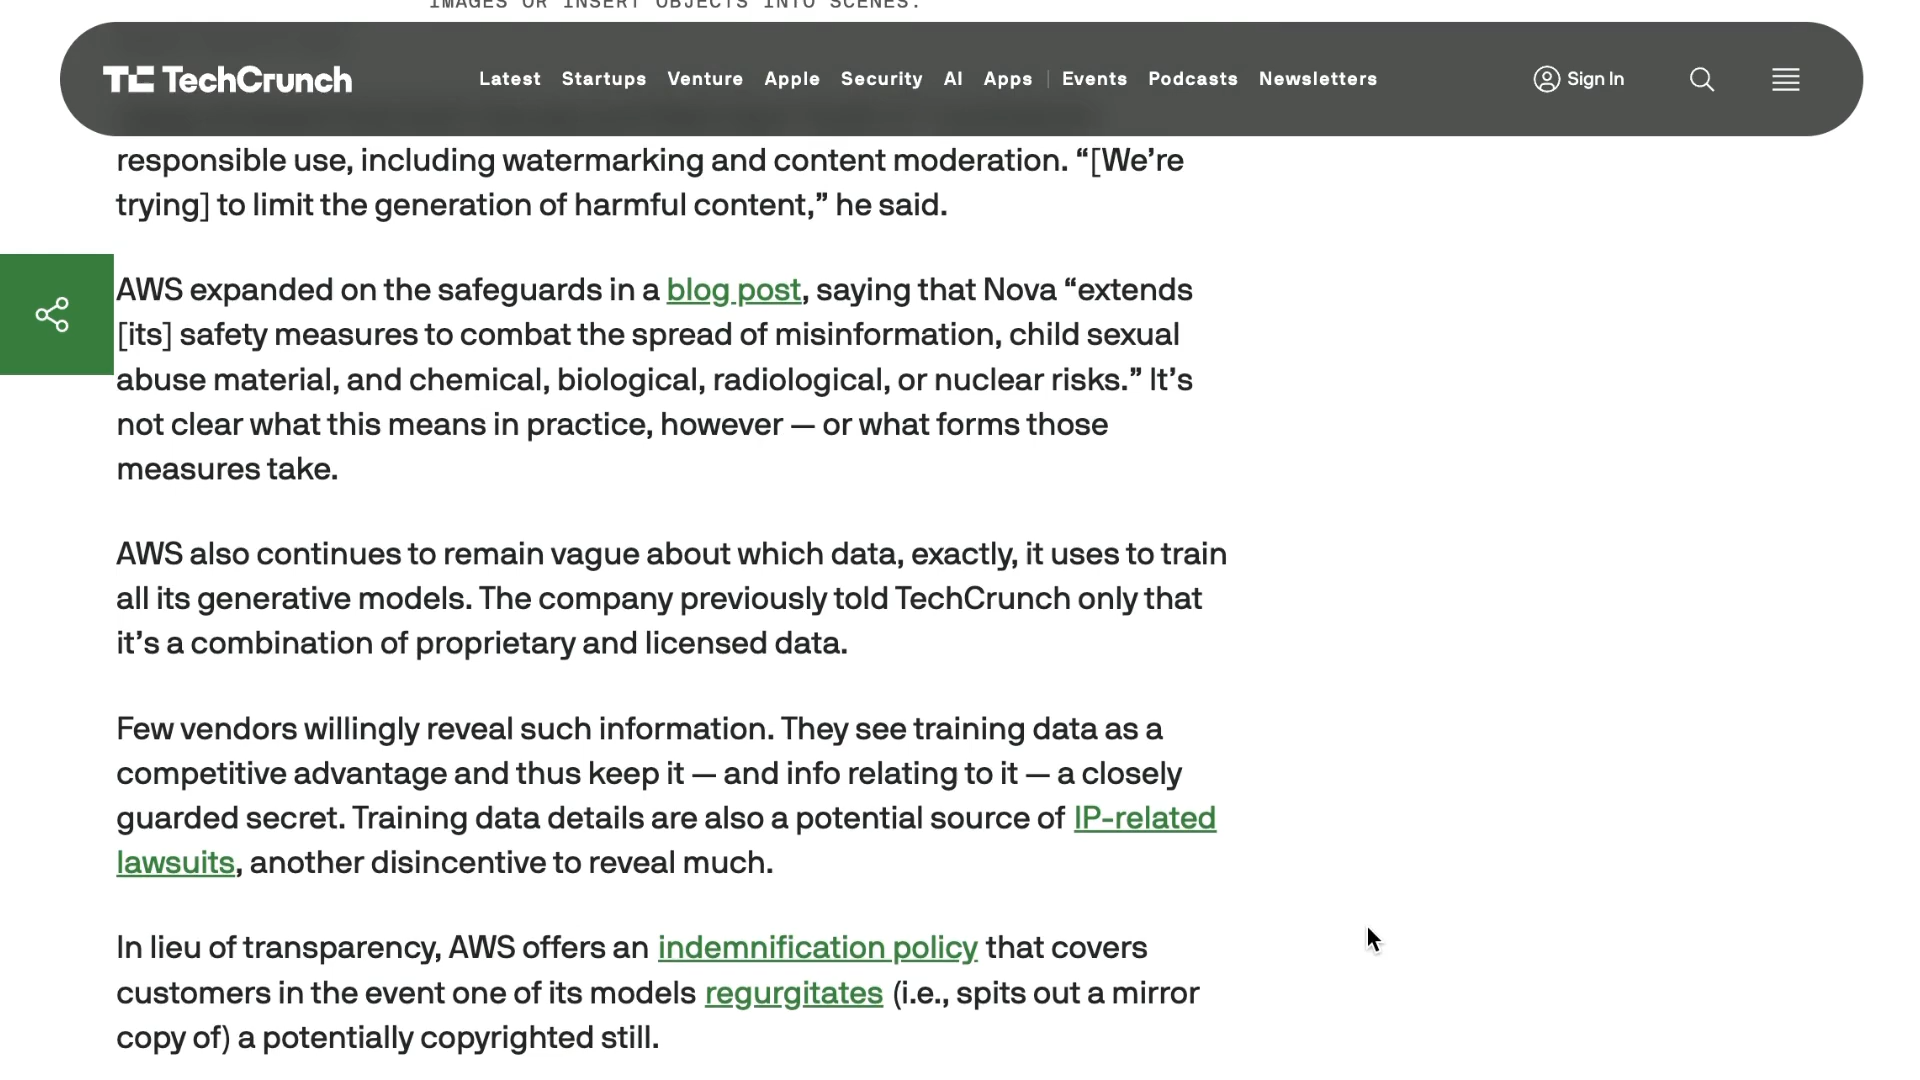 IMAGES OR INSERT OBJECTS INTO SCENES.
TechCrunch
Latest Startups Venture Apple Security AI Apps Events Podcasts Newsletters
Sign In
responsible use, including watermarking and content moderation. “[We’re
trying] to limit the generation of harmful content,” he said.
AWS expanded on the safeguards in a blog post, saying that Nova “extends
[its] safety measures to combat the spread of misinformation, child sexual
abuse material, and chemical, biological, radiological, or nuclear risks.” It’s
not clear what this means in practice, however — or what forms those
measures take.
AWS also continues to remain vague about which data, exactly, it uses to train
all its generative models. The company previously told TechCrunch only that
it’s a combination of proprietary and licensed data.
Few vendors willingly reveal such information. They see training data as a
competitive advantage and thus keep it — and info relating to it — a closely
guarded secret. Training data details are also a potential source of IP-related
lawsuits, another disincentive to reveal much.
In lieu of transparency, AWS offers an indemnification policy that covers
customers in the event one of its models regurgitates (i.e., spits out a mirror
copy of) a potentially copyrighted still.